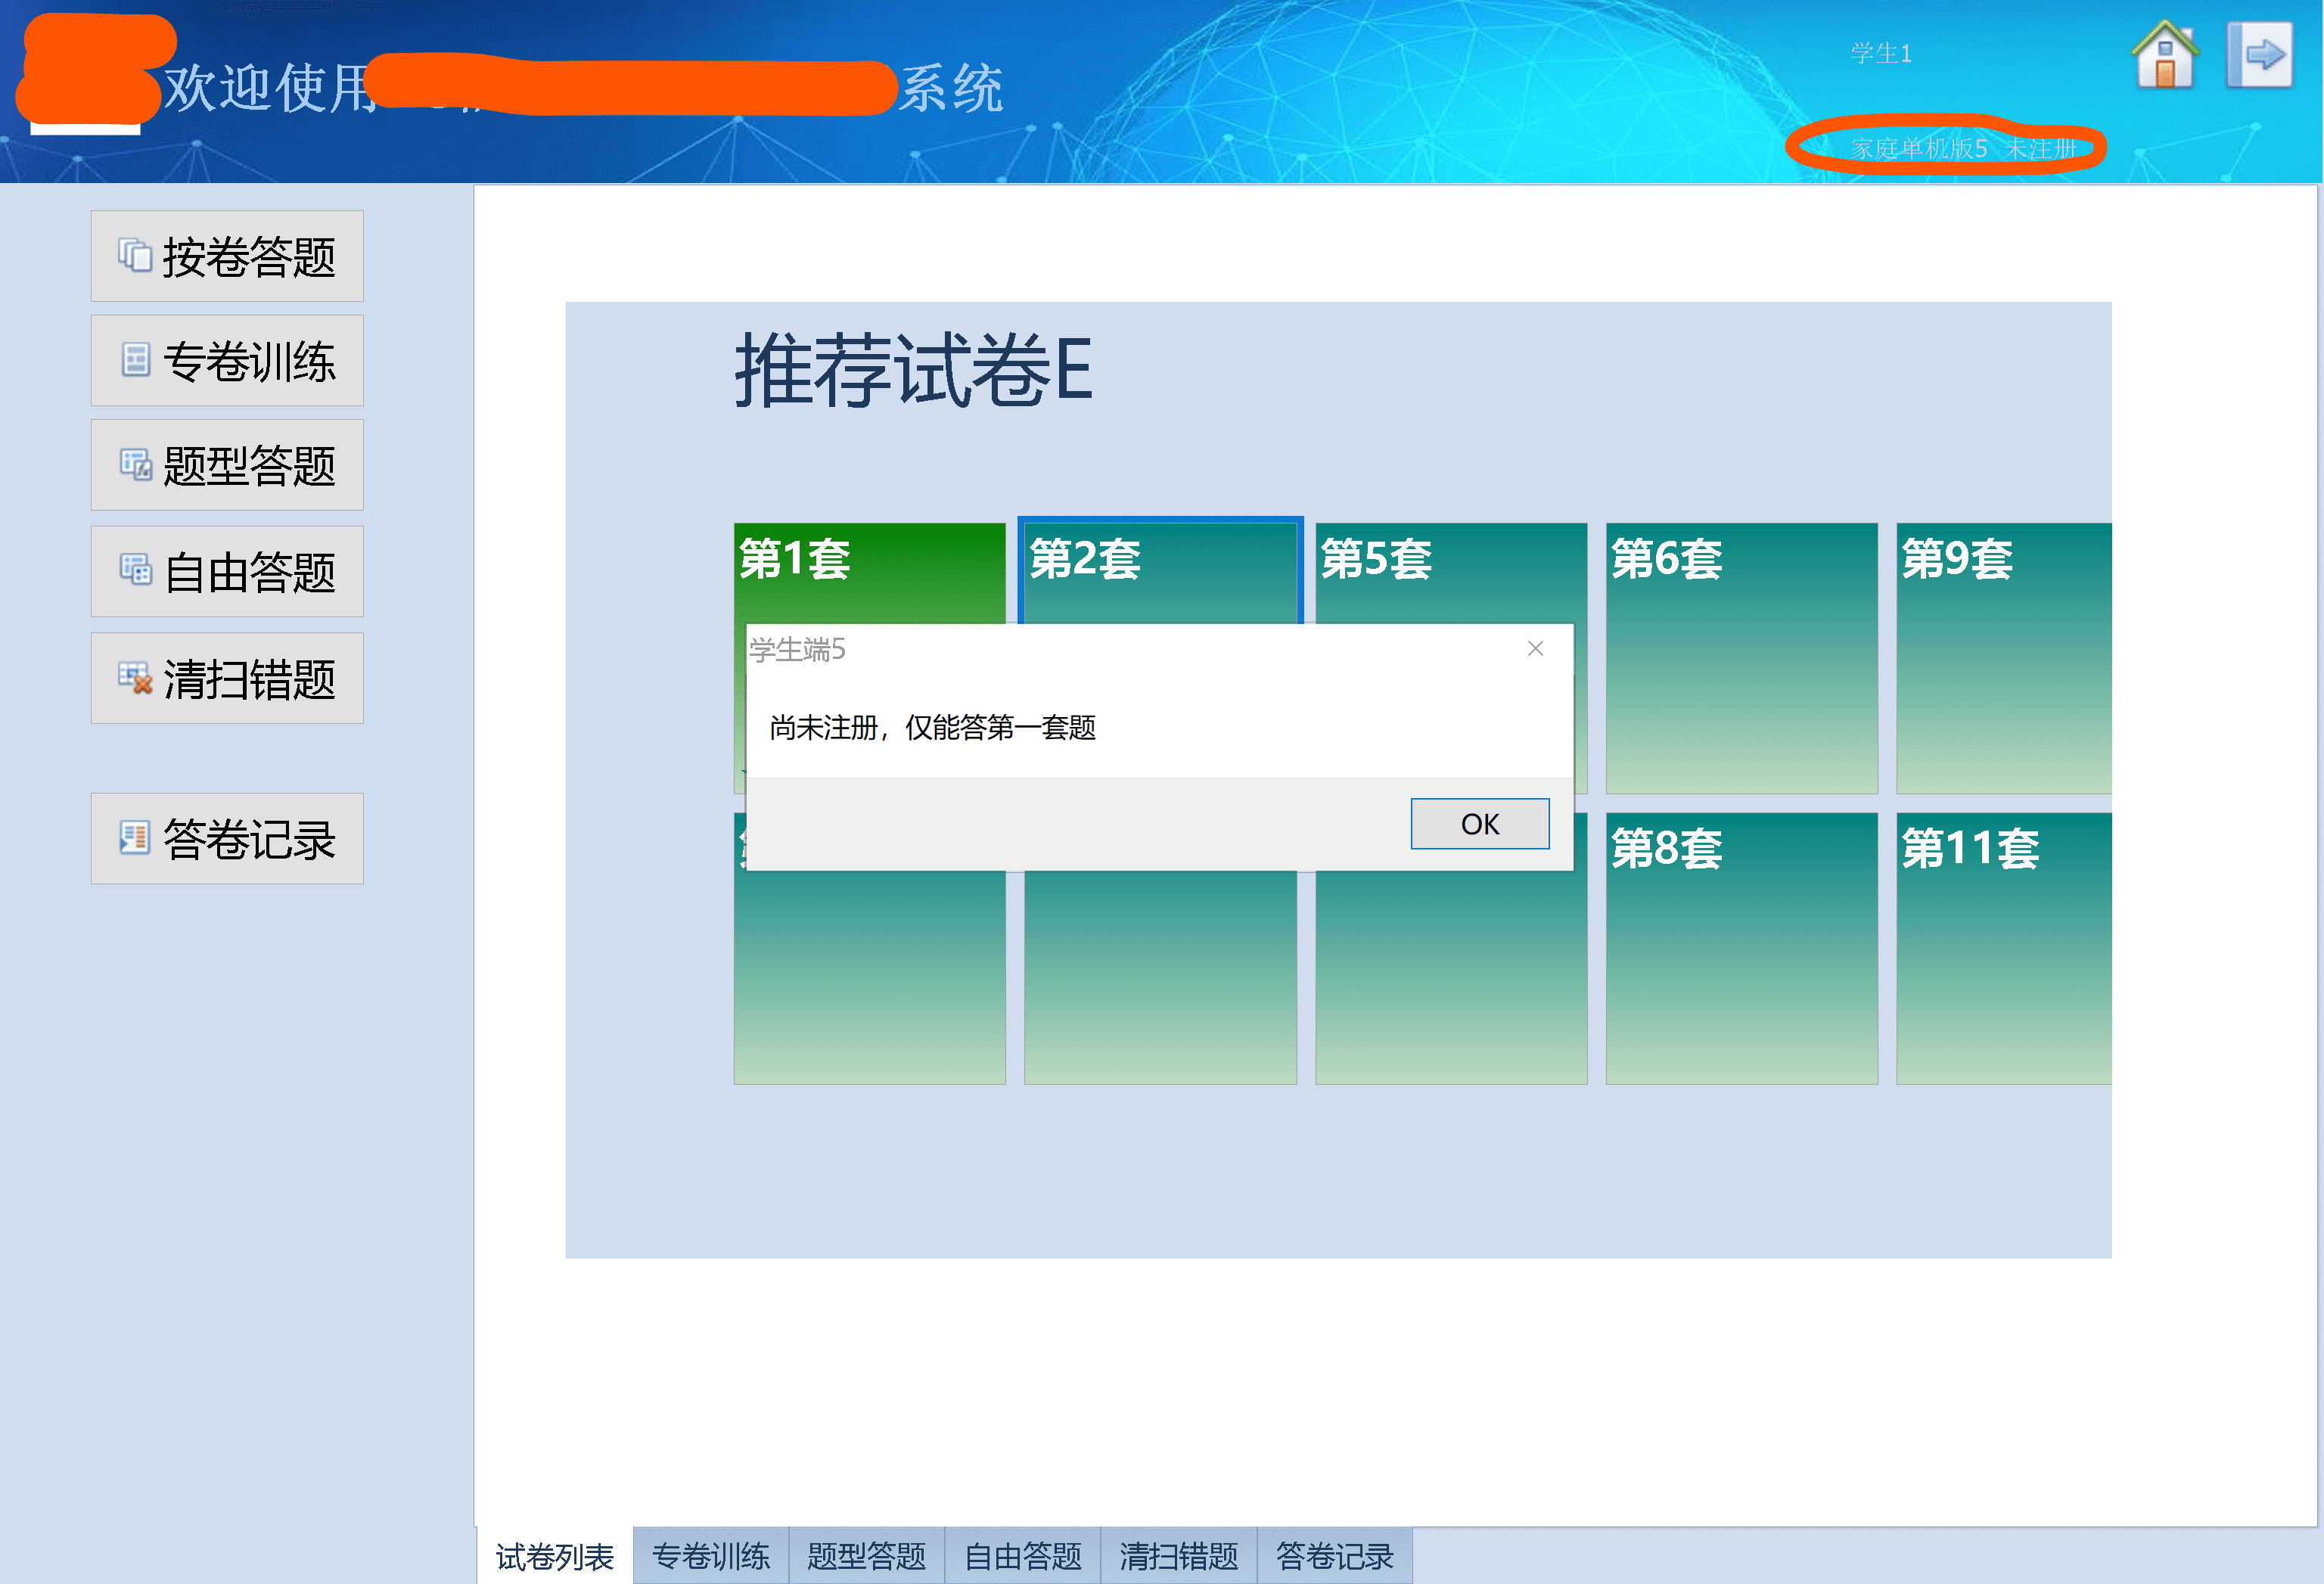 欢迎使用
系统
学生1
家庭单机版5 未注册
按卷答题
专卷训练
题型答题
自由答题
清扫错题
答卷记录
推荐试卷E
第1套
第2套
第5套
第6套
第9套
学生端5
尚未注册，仅能答第一套题
OK
第8套
第11套
试卷列表
专卷训练
题型答题
自由答题
清扫错题
答卷记录